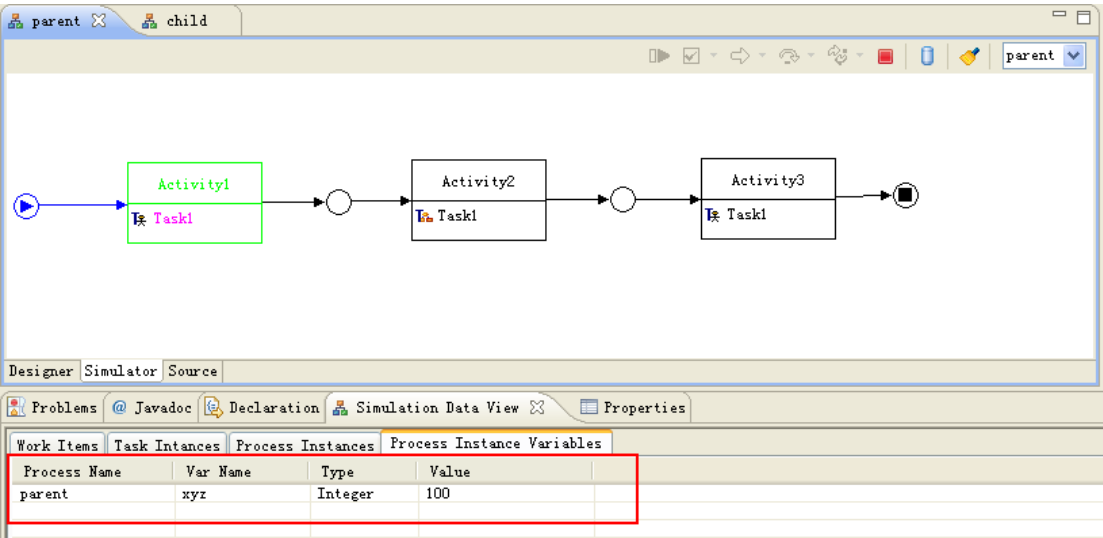 parent child
parent
Activity1
Task1
Activity2
Task1
Activity3
Task1
Designer Simulator Source
Problems @ Javadoc Declaration Simulation Data View Properties
Work Items Task Intances Process Instances Process Instance Variables
Process Name Var Name Type Value
parent xyz Integer 100